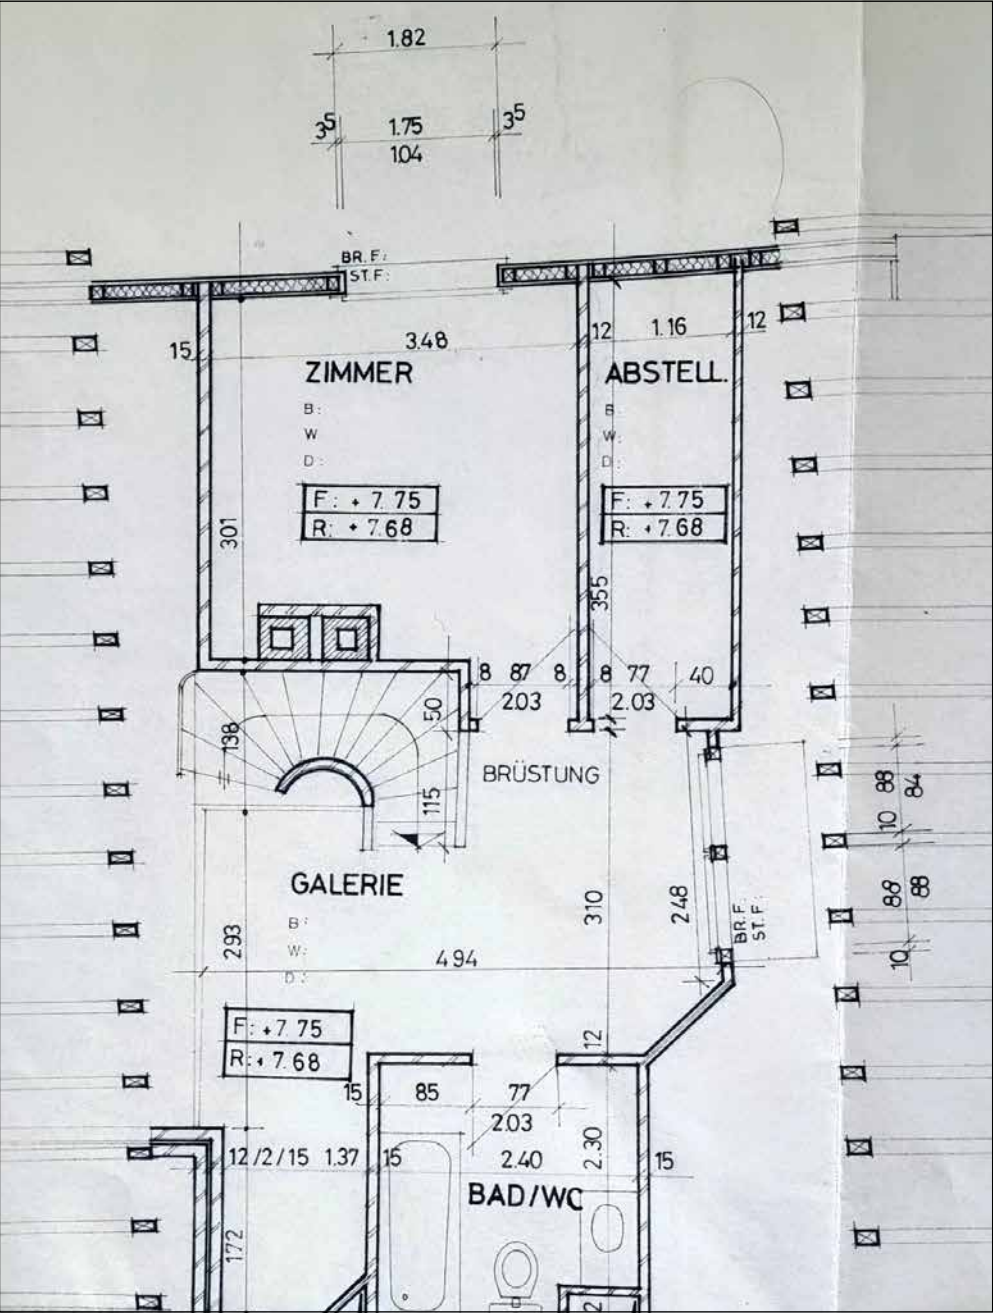 1.82
3⁵ 1.75 3⁵
1.04
BR.F:
ST.F:
15 3.48 12 1.16 12
ZIMMER ABSTELL.
B: B:
W W:
D: D:
F: +7.75 F: +7.75
R: +7.68 R: +7.68
301
355
8 87 8 8 77 40
2.03 2.03
50
138
BRÜSTUNG
115
10 88
84
GALERIE
B:
W:
D:
310
248
BR.F:
ST.F:
88
88
10
293
494
F: +7.75
R: +7.68
12
15 85 77
2.03
12/2/15 1.37 15 2.40 2.30 15
BAD/WC
172
2